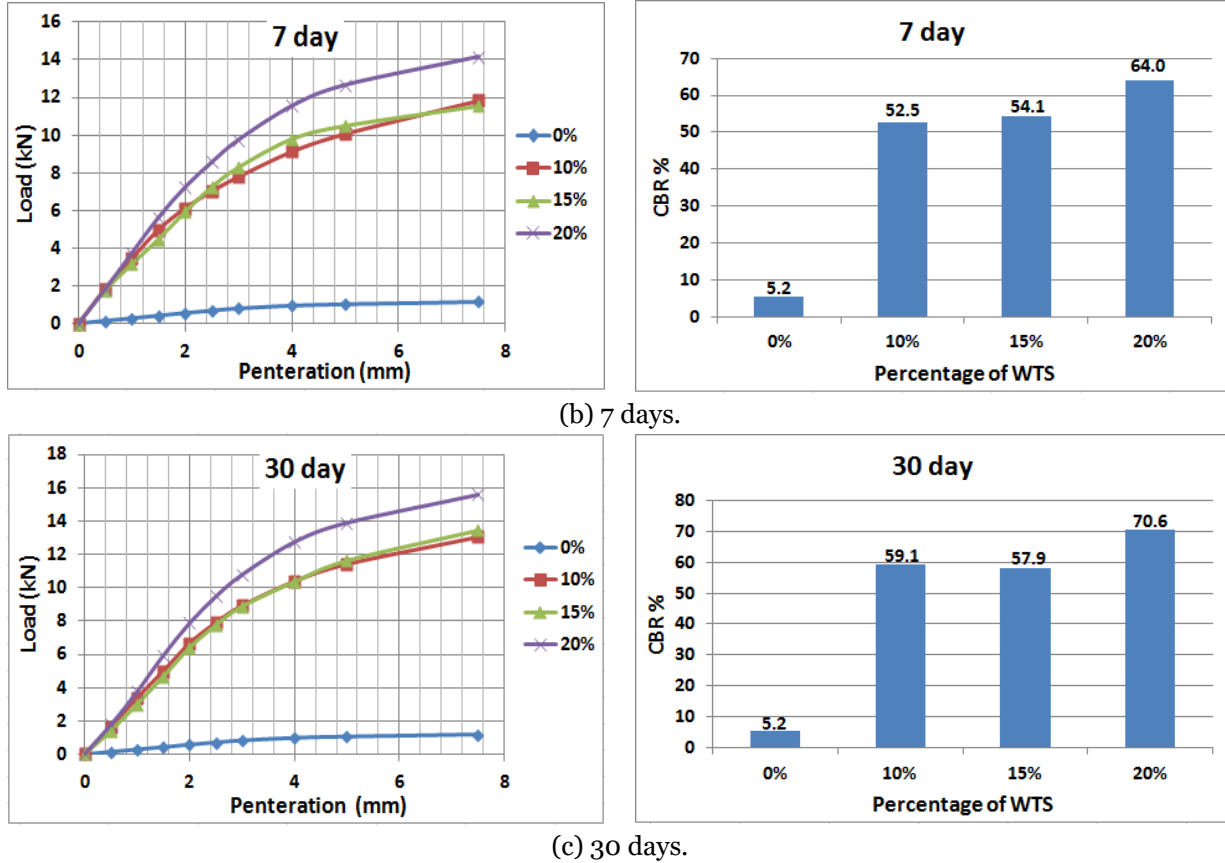 7 day
Load (kN)
16
14
12
10
8
6
4
2
0
0 2 4 6 8
Penteration (mm)
0%
10%
15%
20%
7 day
CBR %
70
60
50
40
30
20
10
0
5.2
52.5
54.1
64.0
0% 10% 15% 20%
Percentage of WTS
(b) 7 days.
30 day
Load (kN)
18
16
14
12
10
8
6
4
2
0
0 2 4 6 8
Penteration (mm)
0%
10%
15%
20%
30 day
CBR %
80
70
60
50
40
30
20
10
0
5.2
59.1
57.9
70.6
0% 10% 15% 20%
Percentage of WTS
(c) 30 days.